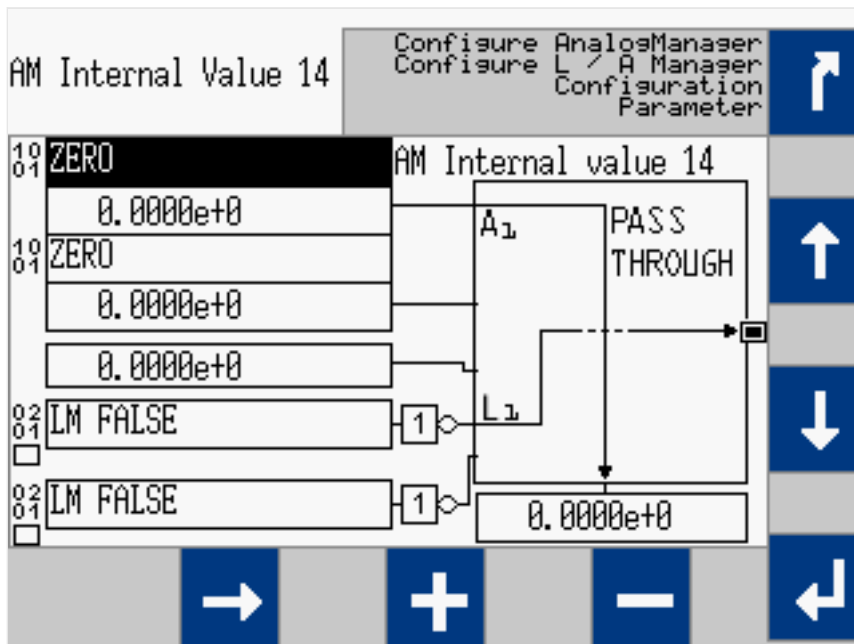 AM Internal Value 14
Configure AnalogManager
Configure L / A Manager
Configuration
Parameter
10
01
ZERO
AM Internal value 14
0.0000e+0
A1
PASS
THROUGH
10
01
ZERO
0.0000e+0
0.0000e+0
02
01
LM FALSE
1
L1
02
01
LM FALSE
1
0.0000e+0